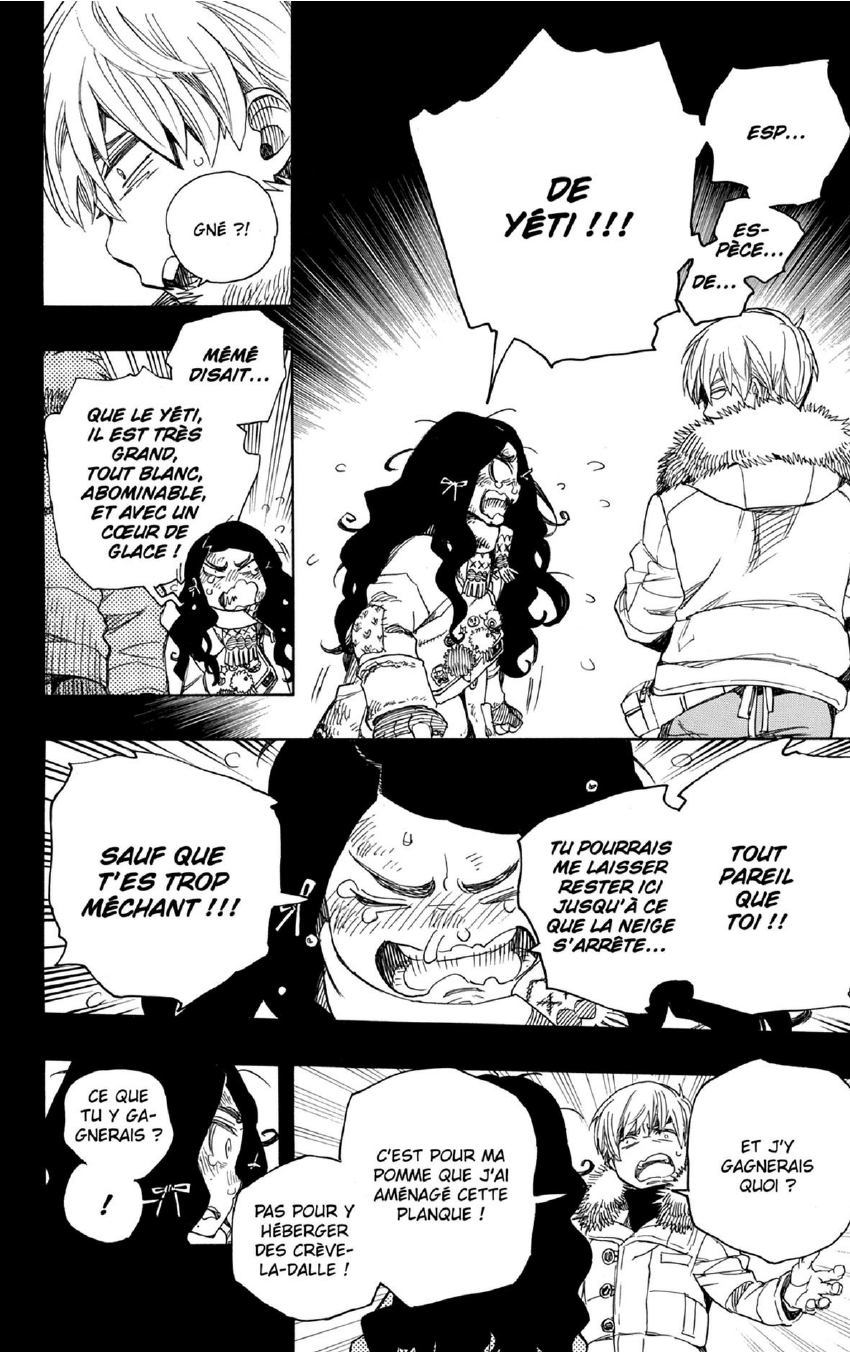 ESP...
ES-
PÈCE...
DE...
DE
YÉTI !!!
GNÉ ?!
MÉMÉ
DISAIT...
QUE LE YÉTI,
IL EST TRÈS
GRAND,
TOUT BLANC,
ABOMINABLE,
ET AVEC UN
CŒUR DE
GLACE !
TOUT
PAREIL
QUE
TOI !!
TU POURRAIS
ME LAISSER
RESTER ICI
JUSQU'À CE
QUE LA NEIGE
S'ARRÊTE...
SAUF QUE
T'ES TROP
MÉCHANT !!!
ET J'Y
GAGNERAIS
QUOI ?
C'EST POUR MA
POMME QUE J'AI
AMÉNAGÉ CETTE
PLANQUE !
PAS POUR Y
HÉBERGER
DES CRÈVE-
LA-DALLE !
CE QUE
TU Y GA-
GNERAIS ?
!